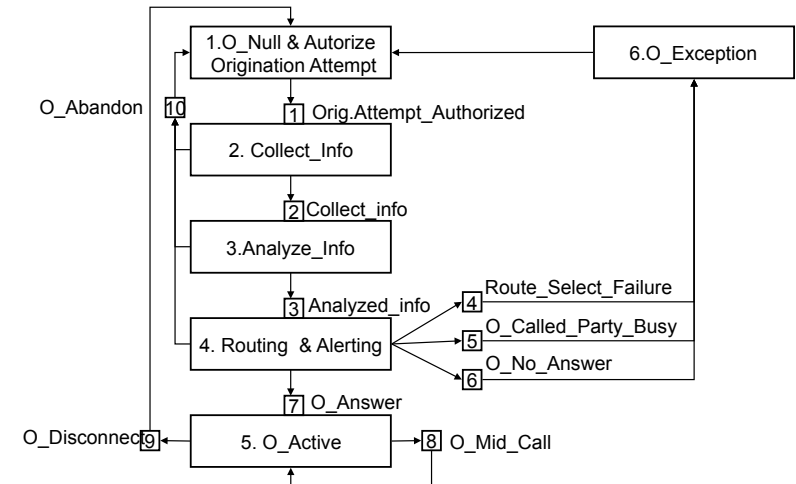 1.O_Null & Autorize
Origination Attempt
6.O_Exception
O_Abandon
10
1
Orig.Attempt_Authorized
2. Collect_Info
2
Collect_info
3.Analyze_Info
3
Analyzed_info
4
Route_Select_Failure
4. Routing & Alerting
5
O_Called_Party_Busy
6
O_No_Answer
7
O_Answer
O_Disconnect
9
5. O_Active
8
O_Mid_Call